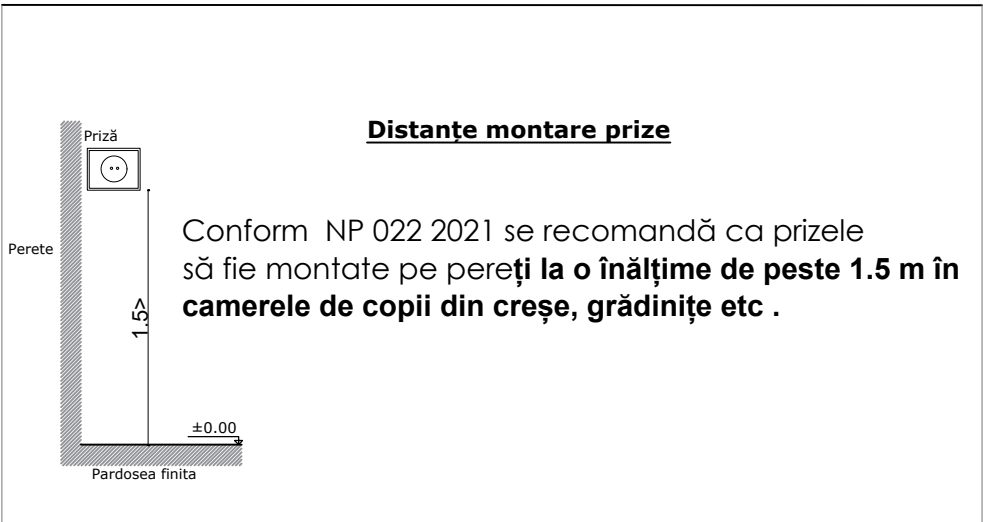 Distanțe montare prize
Priză
Perete
Conform NP 022 2021 se recomandă ca prizele
să fie montate pe pereți la o înălțime de peste 1.5 m în
camerele de copii din creșe, grădinițe etc .
1.5>
±0.00
Pardosea finita